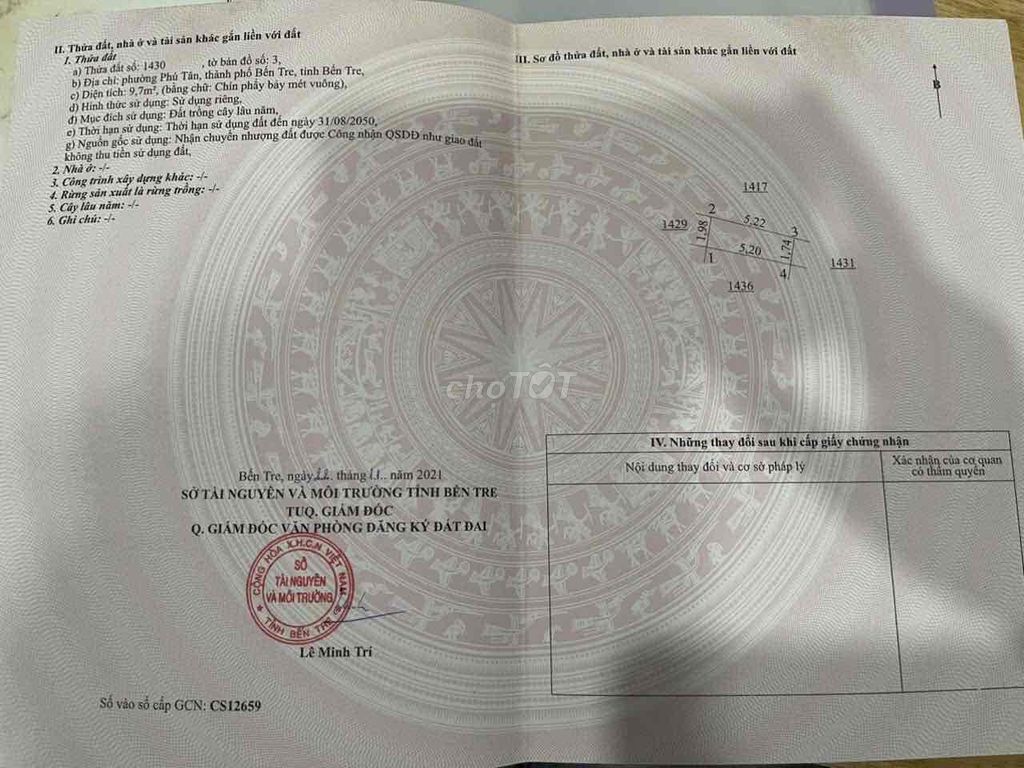 II. Thửa đất, nhà ở và tài sản khác gắn liền với đất
1. Thửa đất
a) Thửa đất số: 1430 , tờ bản đồ số: 3,
b) Địa chỉ: phường Phú Tân, thành phố Bến Tre, tỉnh Bến Tre,
c) Diện tích: 9,7m², (bằng chữ: Chín phẩy bảy mét vuông),
d) Hình thức sử dụng: Sử dụng riêng,
đ) Mục đích sử dụng: Đất trồng cây lâu năm,
e) Thời hạn sử dụng: Thời hạn sử dụng đất đến ngày 31/08/2050,
g) Nguồn gốc sử dụng: Nhận chuyển nhượng đất được Công nhận QSDĐ như giao đất
không thu tiền sử dụng đất,
2. Nhà ở: -/-
3. Công trình xây dựng khác: -/-
4. Rừng sản xuất là rừng trồng: -/-
5. Cây lâu năm: -/-
6. Ghi chú: -/-
Bến Tre, ngày 22 tháng 11 năm 2021
SỞ TÀI NGUYÊN VÀ MÔI TRƯỜNG TỈNH BẾN TRE
TUQ. GIÁM ĐỐC
Q. GIÁM ĐỐC VĂN PHÒNG ĐĂNG KÝ ĐẤT ĐAI
CỘNG HÒA X.H.C.N VIỆT NAM
SỞ
TÀI NGUYÊN
VÀ MÔI TRƯỜNG
TỈNH BẾN TRE
Lê Minh Trí
Số vào sổ cấp GCN: CS12659
III. Sơ đồ thửa đất, nhà ở và tài sản khác gắn liền với đất
B
1417
2
5,22
3
1429
1,98
1,74
5,20
1
4
1431
1436
choTỐT
IV. Những thay đổi sau khi cấp giấy chứng nhận
Nội dung thay đổi và cơ sở pháp lý
Xác nhận của cơ quan
có thẩm quyền